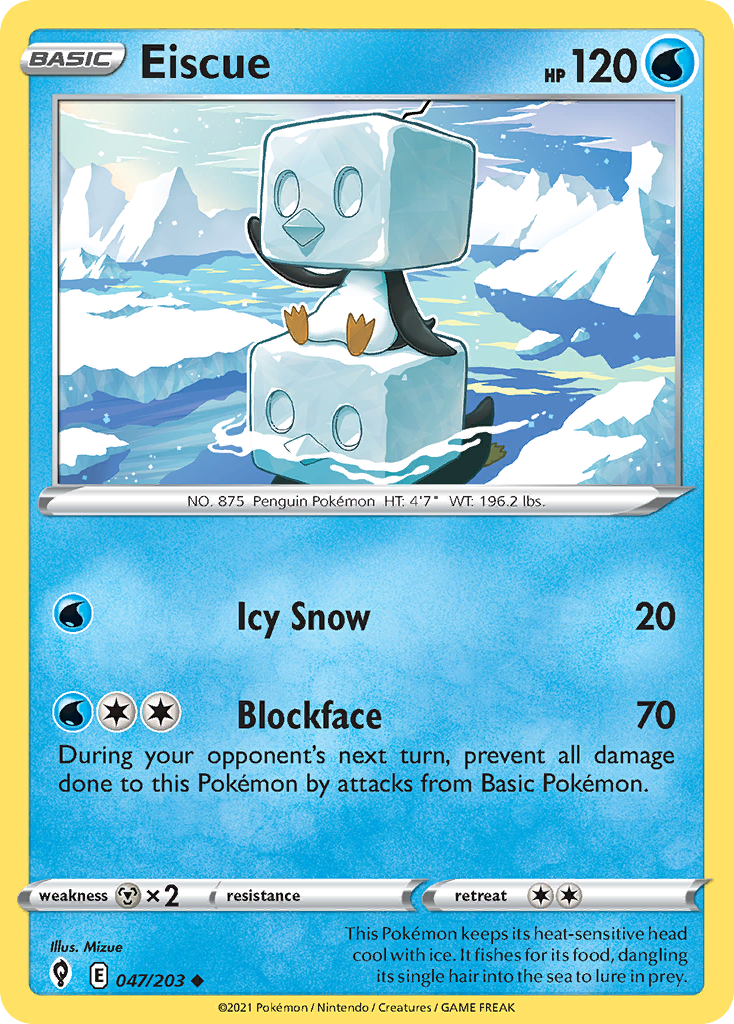 BASIC Eiscue HP 120
NO. 875 Penguin Pokémon HT: 4'7" WT: 196.2 lbs.
Icy Snow 20
Blockface 70
During your opponent's next turn, prevent all damage
done to this Pokémon by attacks from Basic Pokémon.
weakness ×2 resistance retreat
This Pokémon keeps its heat-sensitive head
cool with ice. It fishes for its food, dangling
its single hair into the sea to lure in prey.
Illus. Mizue
E 047/203
©2021 Pokémon / Nintendo / Creatures / GAME FREAK